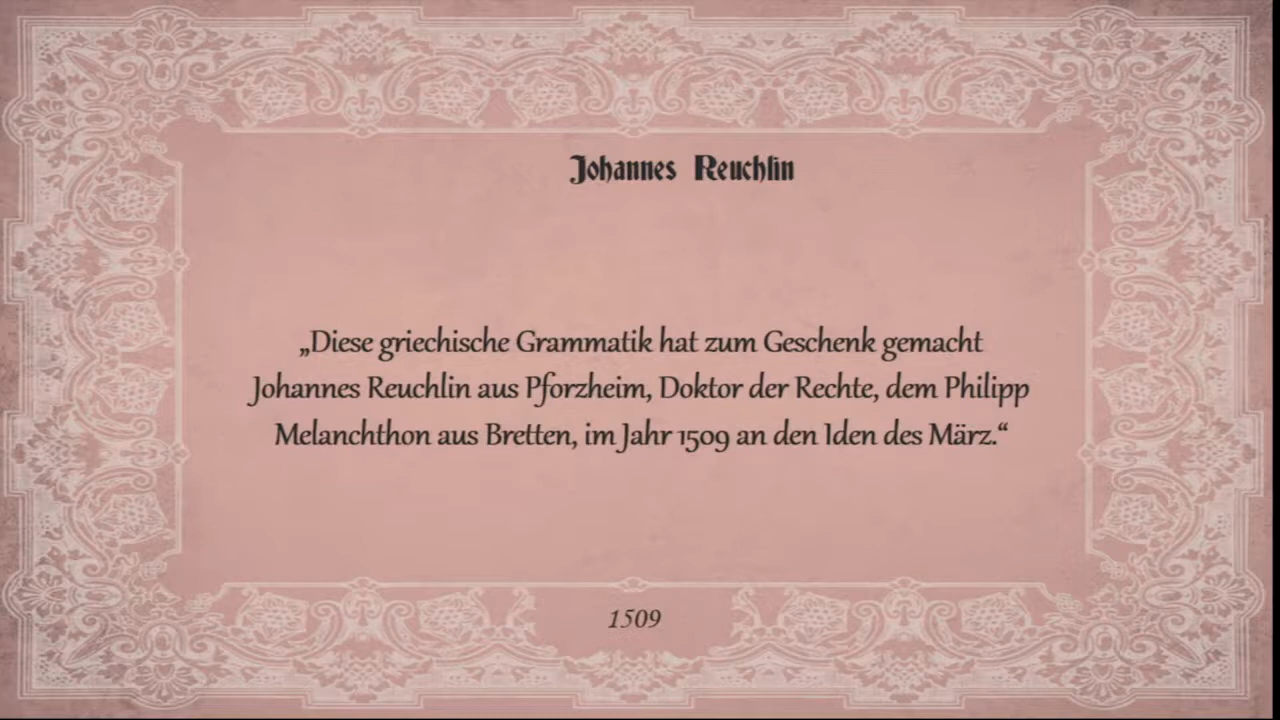 Johannes Reuchlin
„Diese griechische Grammatik hat zum Geschenk gemacht
Johannes Reuchlin aus Pforzheim, Doktor der Rechte, dem Philipp
Melanchthon aus Bretten, im Jahr 1509 an den Iden des März.“
1509